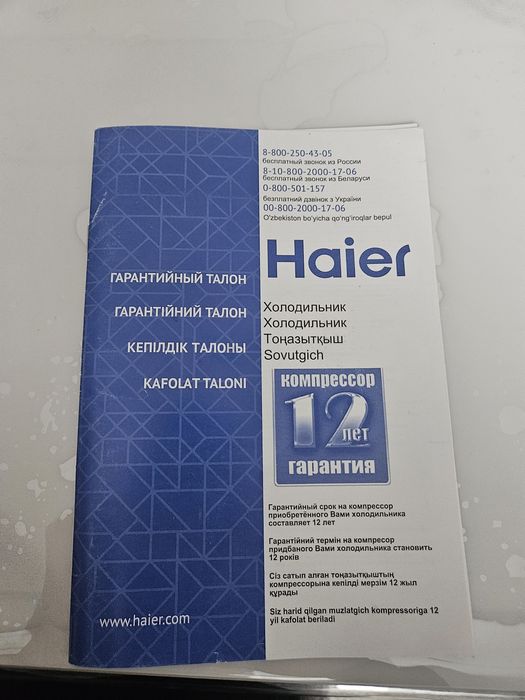 8-800-250-43-05
бесплатный звонок из России
8-10-800-2000-17-06
бесплатный звонок из Беларуси
0-800-501-157
безплатний дзвінок з України
00-800-2000-17-06
O'zbekiston bo'yicha qo'ng'iroqlar bepul
Haier
ГАРАНТИЙНЫЙ ТАЛОН
ГАРАНТІЙНИЙ ТАЛОН
КЕПІЛДІК ТАЛОНЫ
KAFOLAT TALONI
Холодильник
Холодильник
Тоңазытқыш
Sovutgich
компрессор
12 лет
гарантия
Гарантийный срок на компрессор
приобретённого Вами холодильника
составляет 12 лет
Гарантійний термін на компресор
придбаного Вами холодильника становить
12 років
Сіз сатып алған тоңазытқыштың
компрессорына кепілді мерзім 12 жыл
құрады
Siz harid qilgan muzlatgich kompressoriga 12
yil kafolat beriladi
www.haier.com